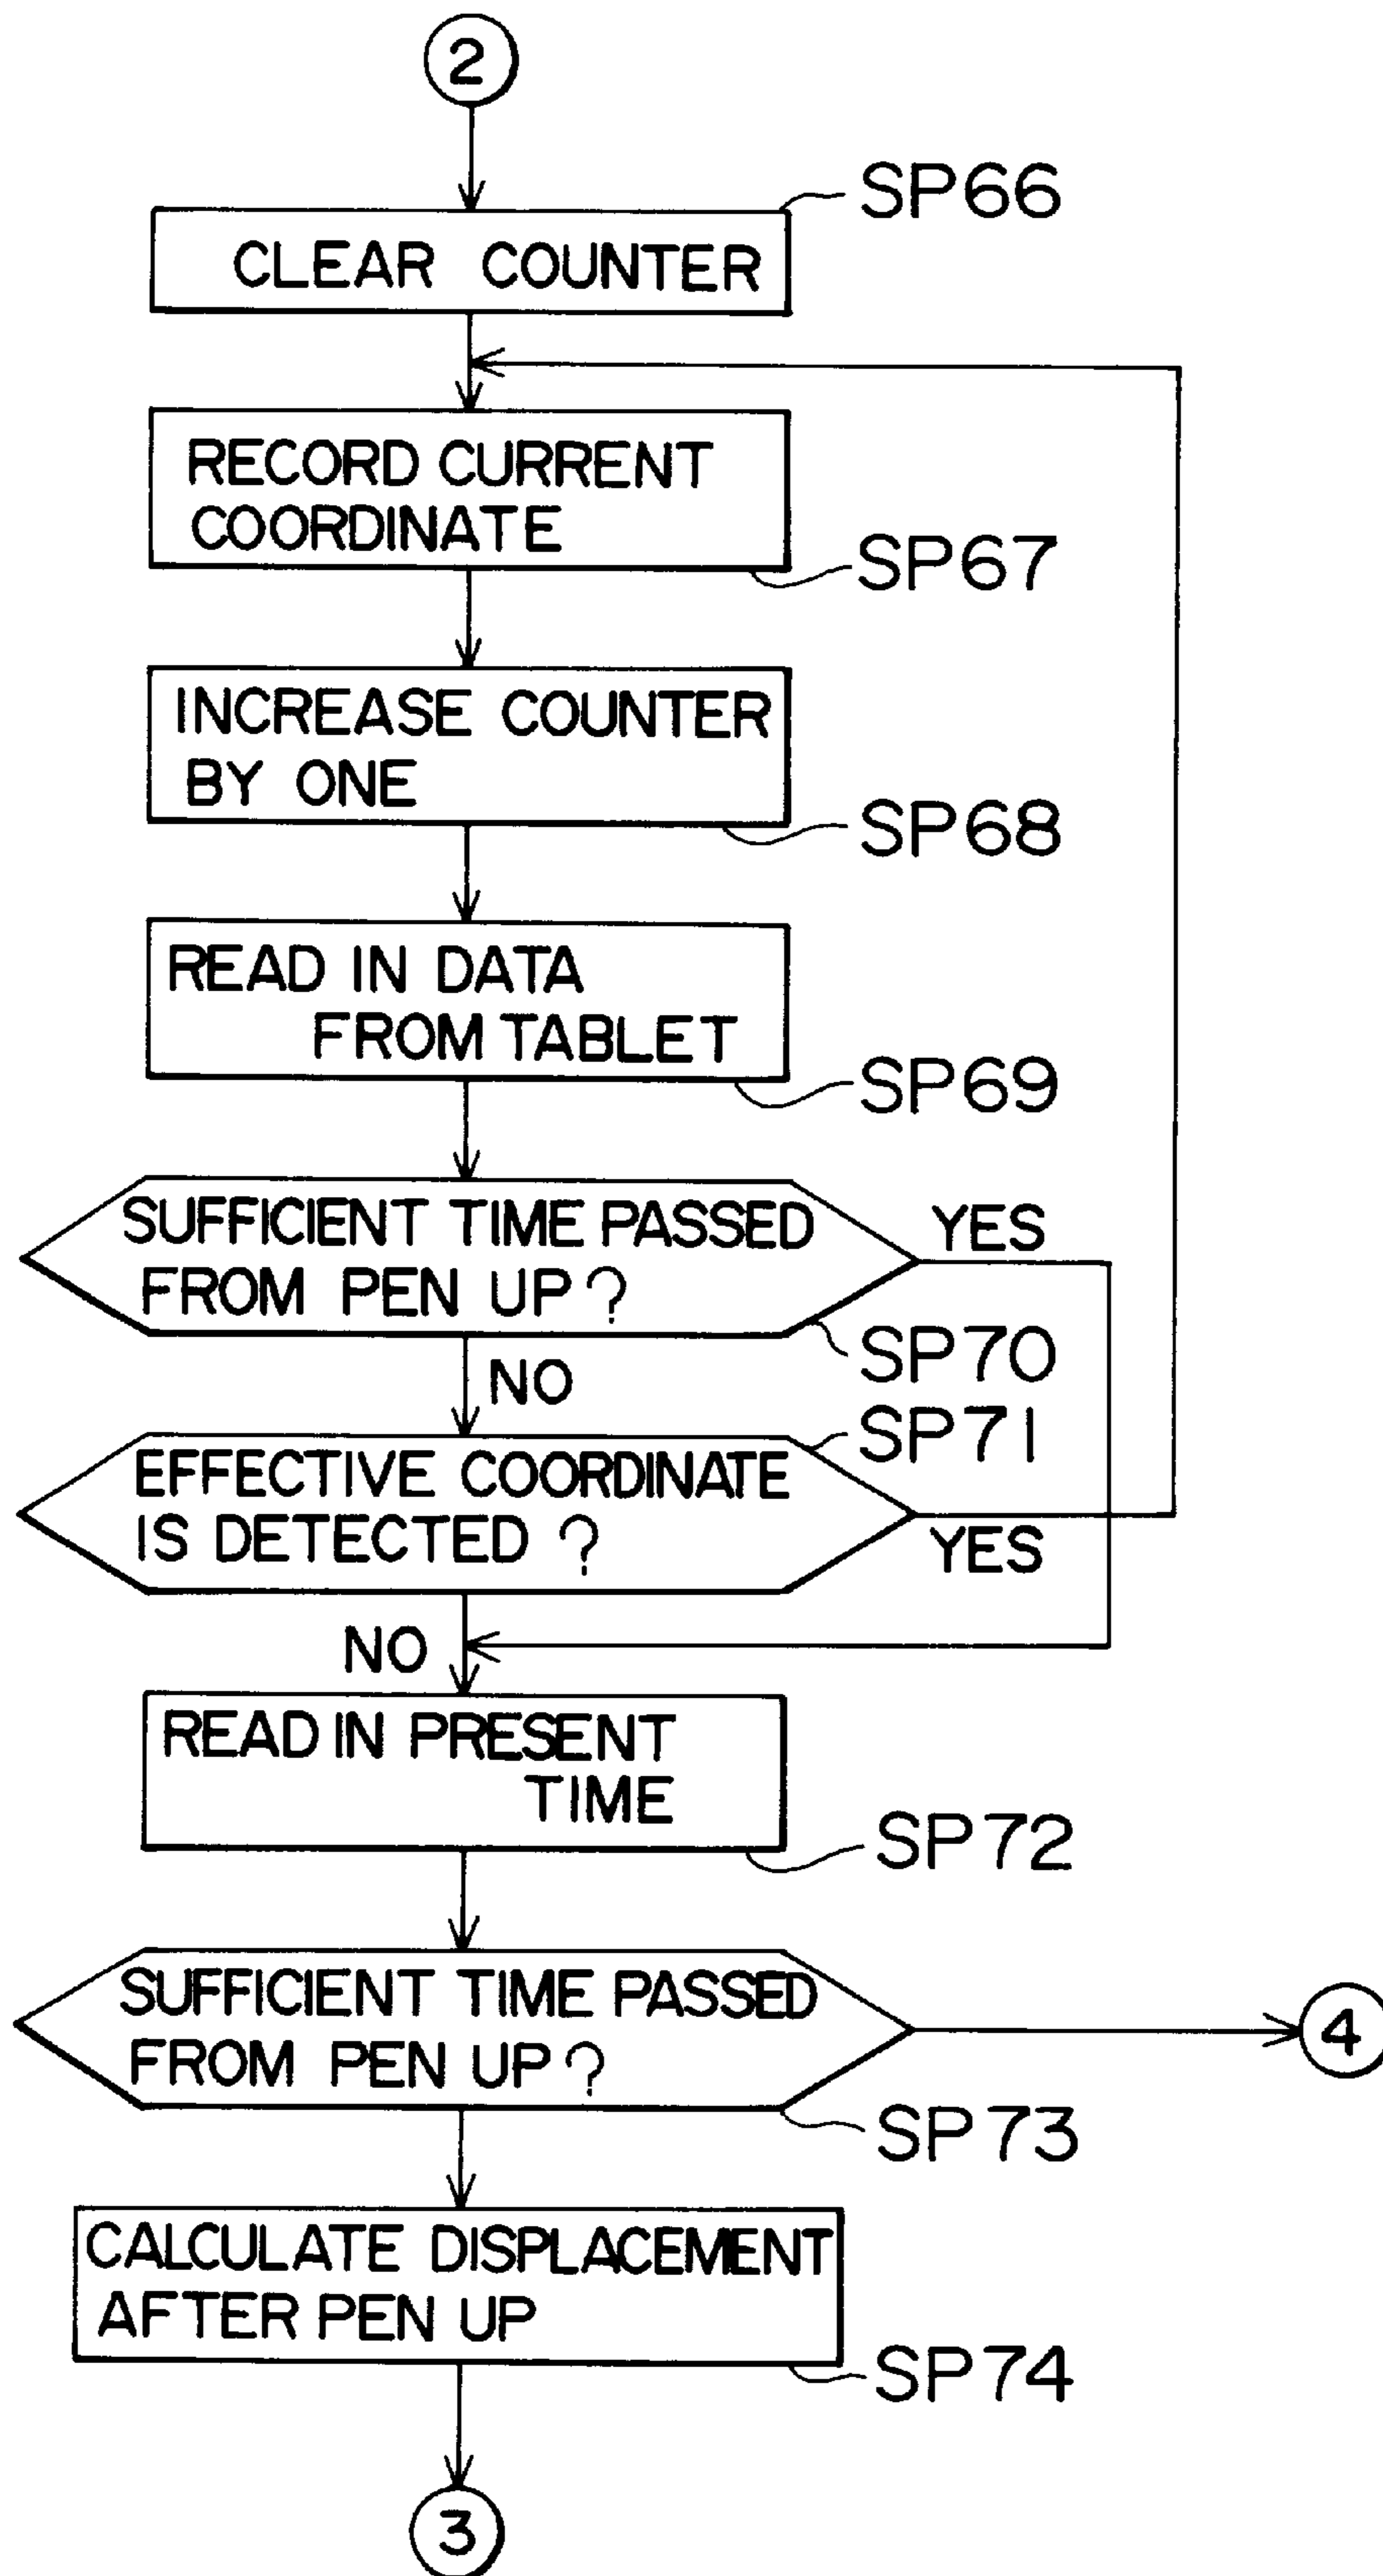 2
SP66
CLEAR COUNTER
RECORD CURRENT
COORDINATE
SP67
INCREASE COUNTER
BY ONE
SP68
READ IN DATA
FROM TABLET
SP69
SUFFICIENT TIME PASSED
FROM PEN UP?
YES
SP70
NO
SP71
EFFECTIVE COORDINATE
IS DETECTED?
YES
NO
READ IN PRESENT
TIME
SP72
SUFFICIENT TIME PASSED
FROM PEN UP?
4
SP73
CALCULATE DISPLACEMENT
AFTER PEN UP
SP74
3